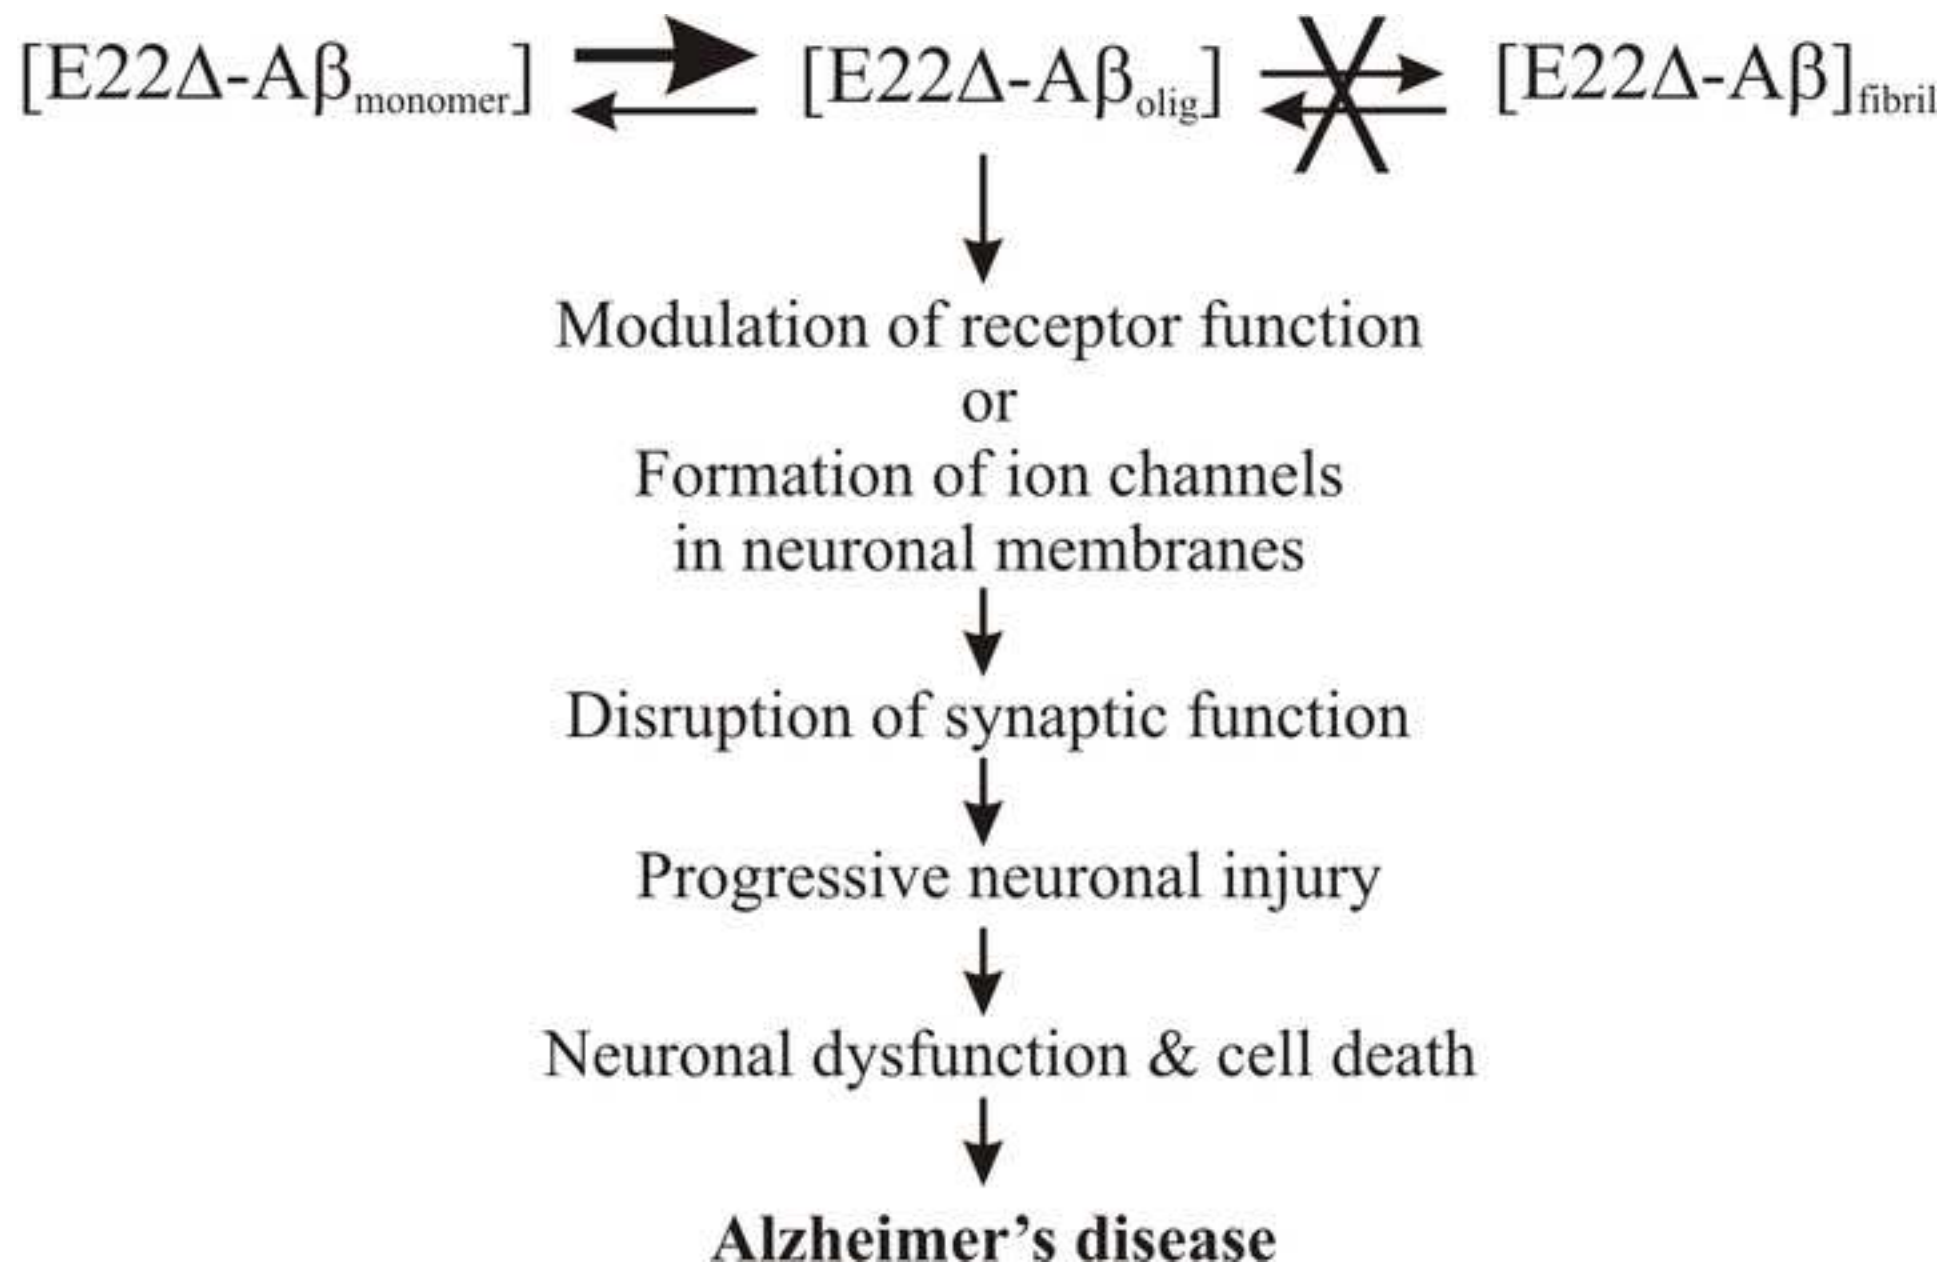 [E22Δ-Aβmonomer] [E22Δ-Aβolig] [E22Δ-Aβ]fibril
Modulation of receptor function
or
Formation of ion channels
in neuronal membranes
Disruption of synaptic function
Progressive neuronal injury
Neuronal dysfunction & cell death
Alzheimer’s disease